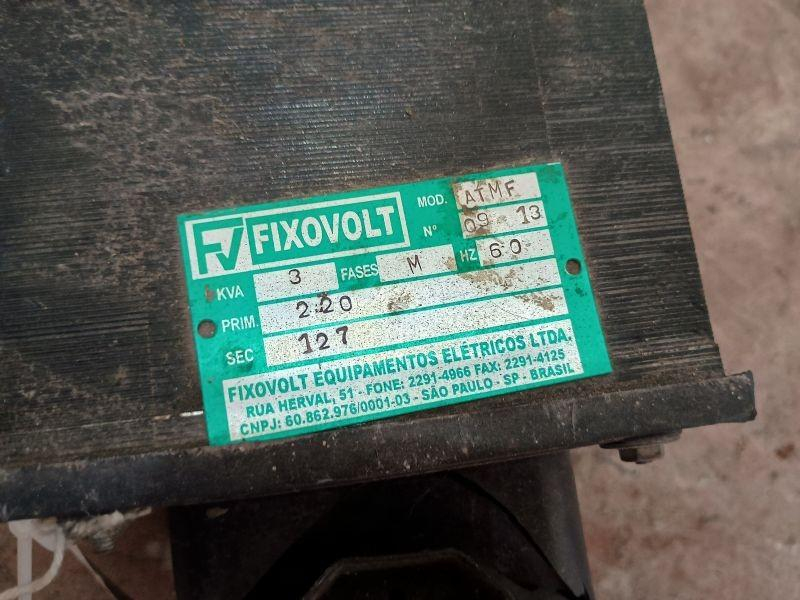 FV FIXOVOLT MOD. ATMF
Nº 09 - 13
KVA 3 FASES M HZ 60
PRIM. 220
SEC 127
FIXOVOLT EQUIPAMENTOS ELÉTRICOS LTDA.
RUA HERVAL, 51 - FONE: 2291-4966 FAX: 2291-4125
CNPJ: 60.862.976/0001-03 - SÃO PAULO - SP - BRASIL